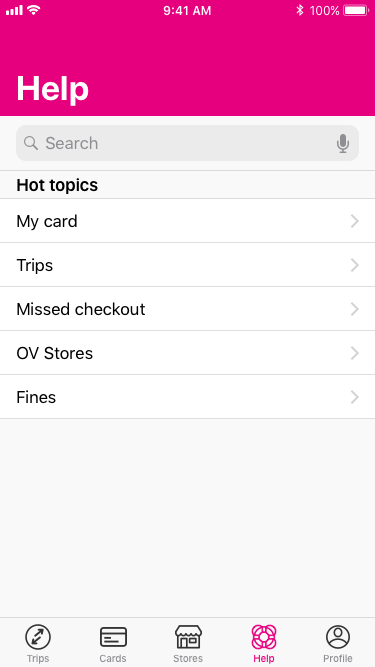 9:41 AM 100%
Help
Search
Hot topics
My card
Trips
Missed checkout
OV Stores
Fines
Trips Cards Stores Help Profile